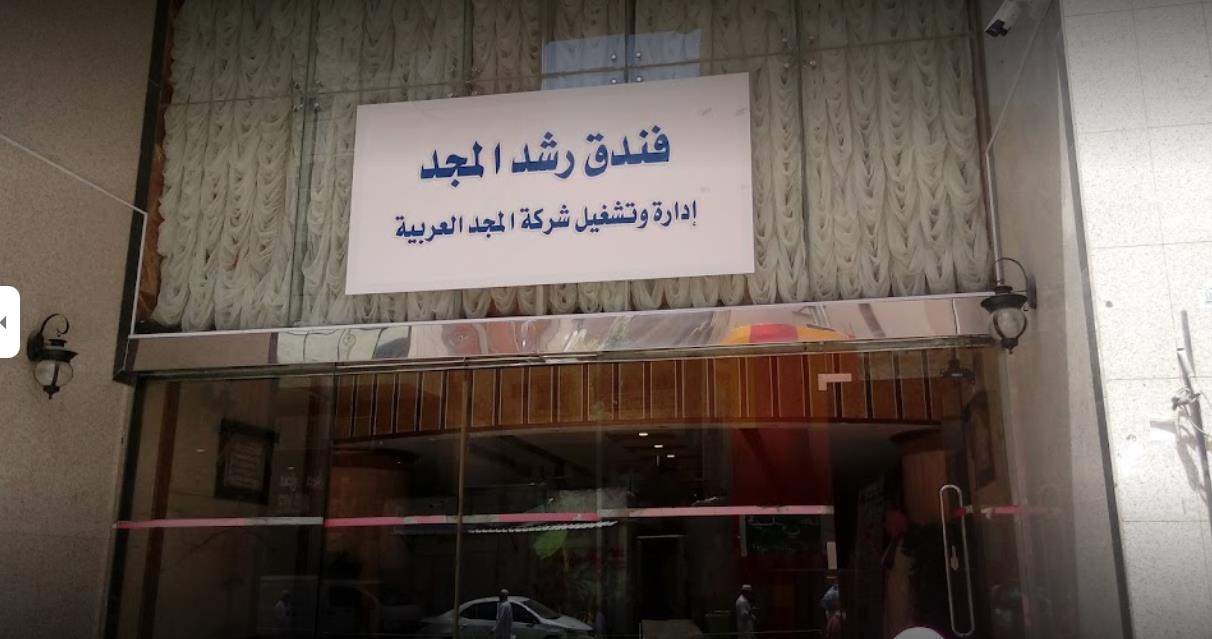 فندق رشد المجد
إدارة وتشغيل شركة المجد العربية